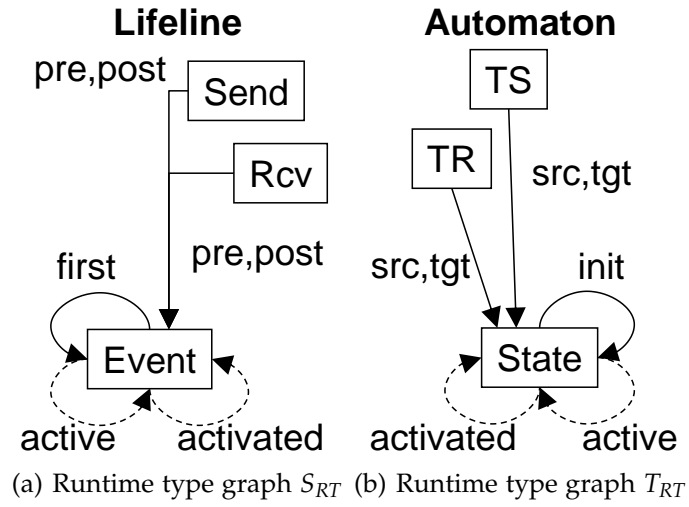 Lifeline
pre,post
Send
Rcv
pre,post
first
Event
active
activated
(a) Runtime type graph S_RT
Automaton
TS
TR
src,tgt
src,tgt
init
State
activated
active
(b) Runtime type graph T_RT